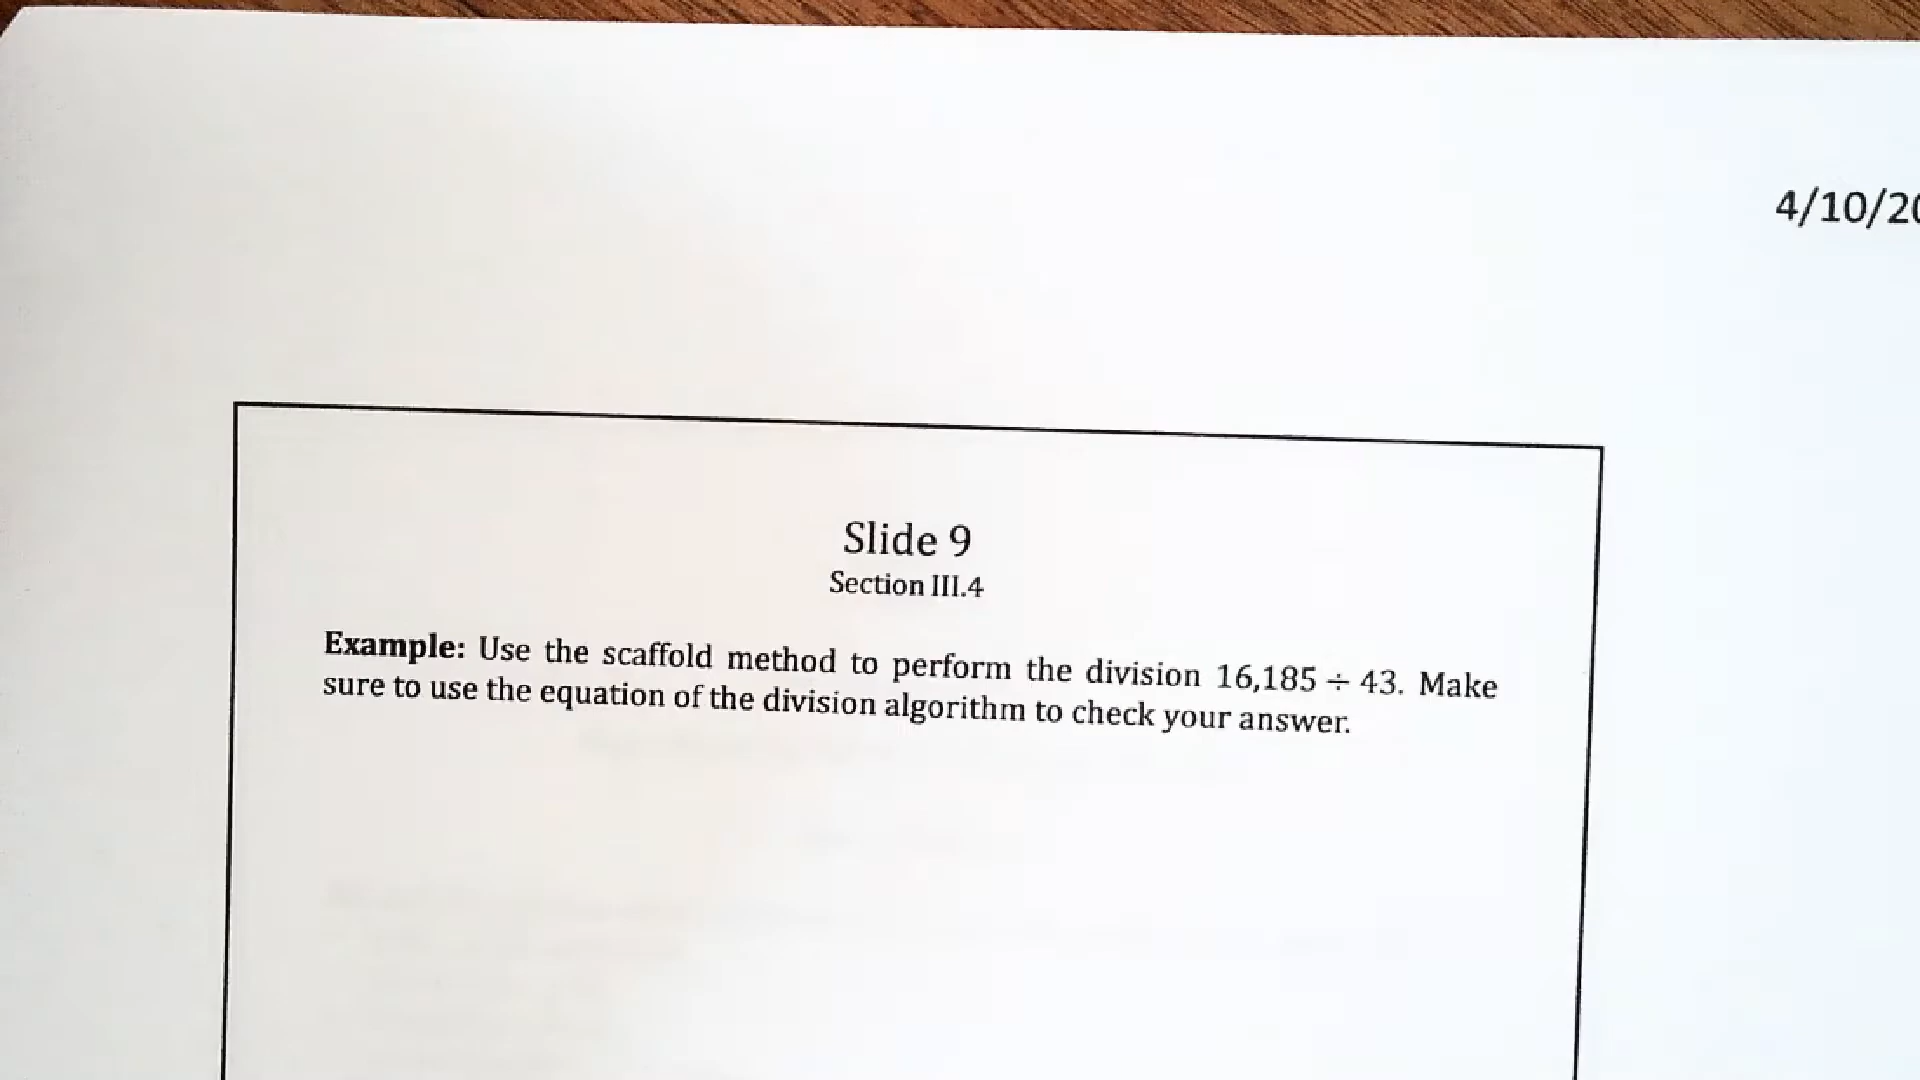 4/10/20
Slide 9
Section III.4
Example: Use the scaffold method to perform the division 16,185 ÷ 43. Make
sure to use the equation of the division algorithm to check your answer.